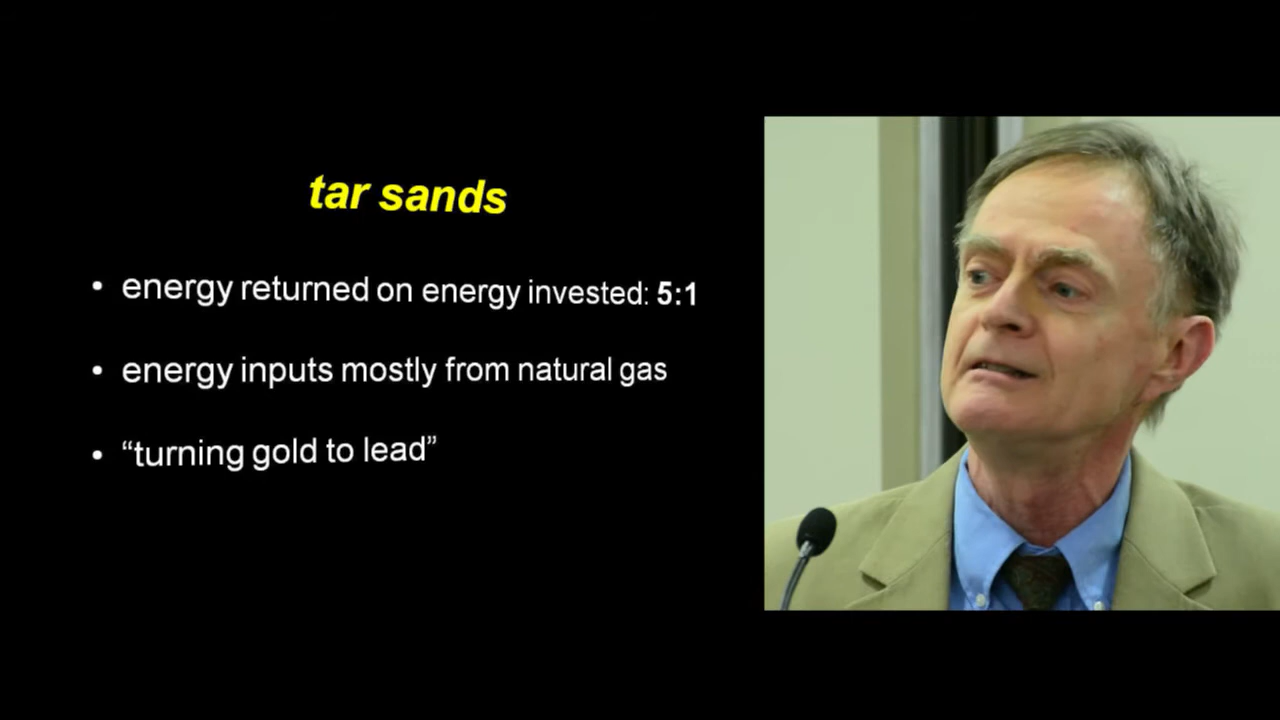 tar sands
• energy returned on energy invested: 5:1
• energy inputs mostly from natural gas
• “turning gold to lead”